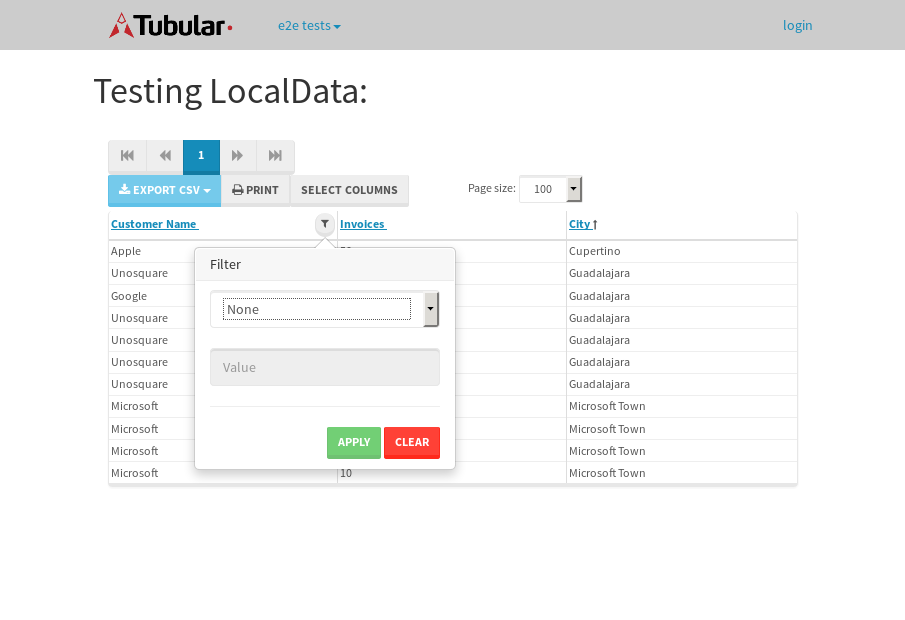 Tubular e2e tests login
Testing LocalData:
1
EXPORT CSV PRINT SELECT COLUMNS Page size: 100
Customer Name Invoices City
Apple Cupertino
Unosquare Guadalajara
Google Guadalajara
Unosquare Guadalajara
Unosquare Guadalajara
Unosquare Guadalajara
Unosquare Guadalajara
Microsoft Microsoft Town
Microsoft Microsoft Town
Microsoft Microsoft Town
Microsoft 10 Microsoft Town
Filter
None
Value
APPLY CLEAR